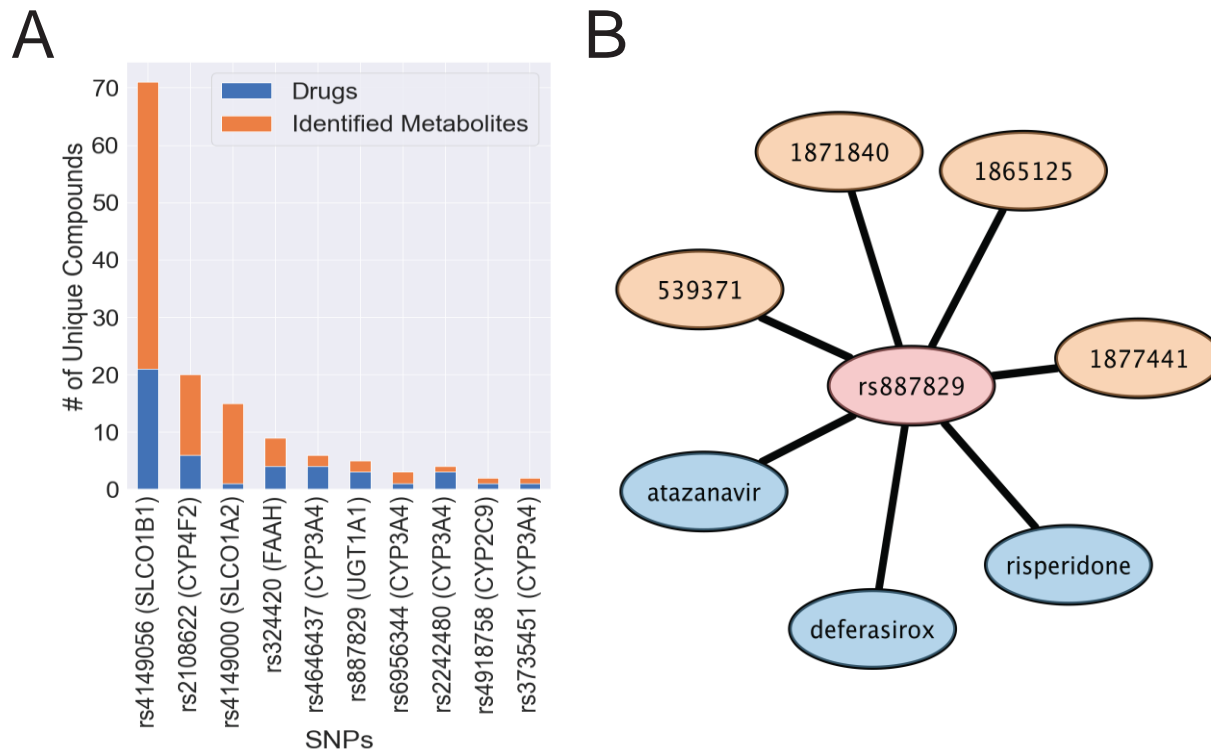 A
B
Drugs
Identified Metabolites
# of Unique Compounds
70
60
50
40
30
20
10
0
rs4149056 (SLCO1B1)
rs2108622 (CYP4F2)
rs4149000 (SLCO1A2)
rs324420 (FAAH)
rs4646437 (CYP3A4)
rs887829 (UGT1A1)
rs6956344 (CYP3A4)
rs2242480 (CYP3A4)
rs4918758 (CYP2C9)
rs3735451 (CYP3A4)
SNPs
1871840
1865125
539371
1877441
rs887829
atazanavir
risperidone
deferasirox